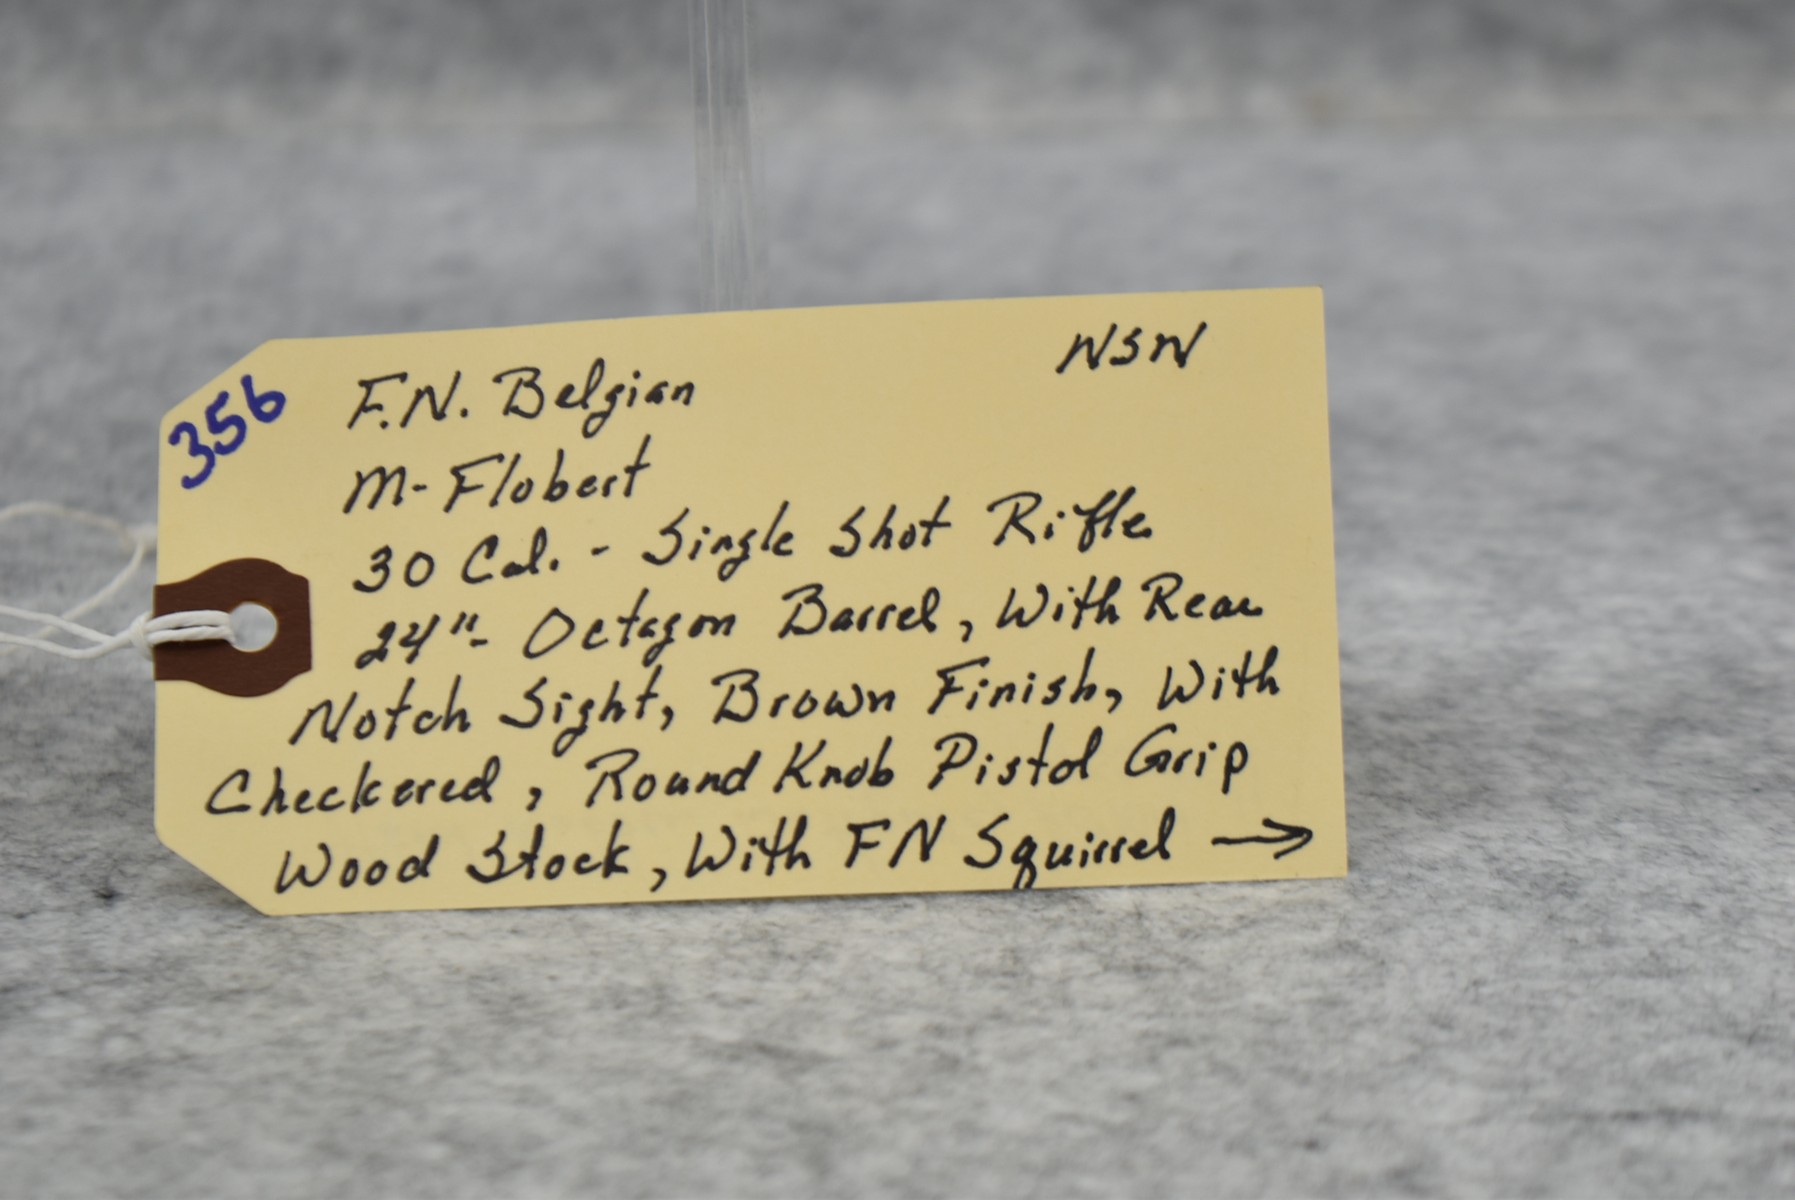 356
NSN
F.N. Belgian
M- Flobert
30 Cal. - Single Shot Rifle
24"- Octagon Barrel, With Rear
Notch Sight, Brown Finish, With
Checkered, Round Knob Pistol Grip
Wood Stock, With FN Squirrel →